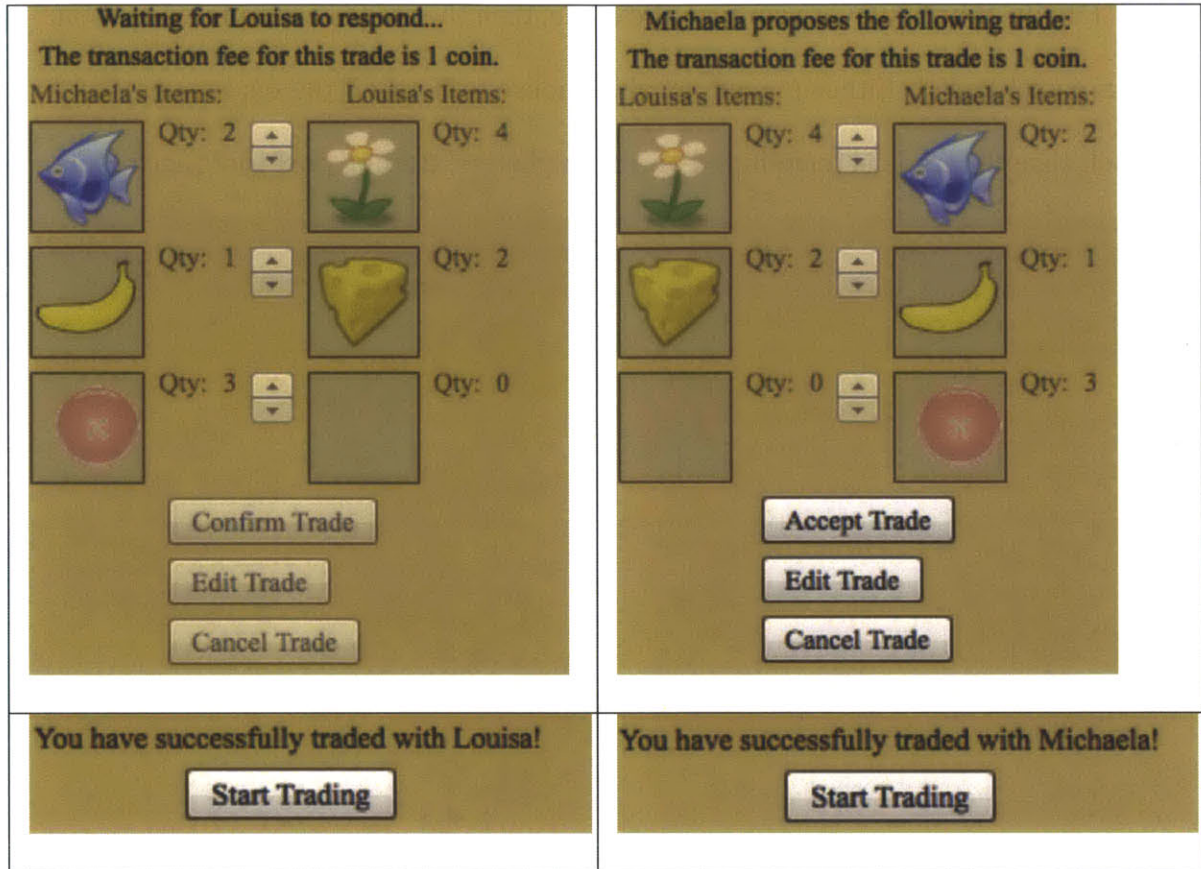 Waiting for Louisa to respond...
The transaction fee for this trade is 1 coin.
Michaela's Items: Louisa's Items:
Qty: 2 Qty: 4
Qty: 1 Qty: 2
Qty: 3 Qty: 0
Confirm Trade
Edit Trade
Cancel Trade
Michaela proposes the following trade:
The transaction fee for this trade is 1 coin.
Louisa's Items: Michaela's Items:
Qty: 4 Qty: 2
Qty: 2 Qty: 1
Qty: 0 Qty: 3
Accept Trade
Edit Trade
Cancel Trade
You have successfully traded with Louisa!
Start Trading
You have successfully traded with Michaela!
Start Trading